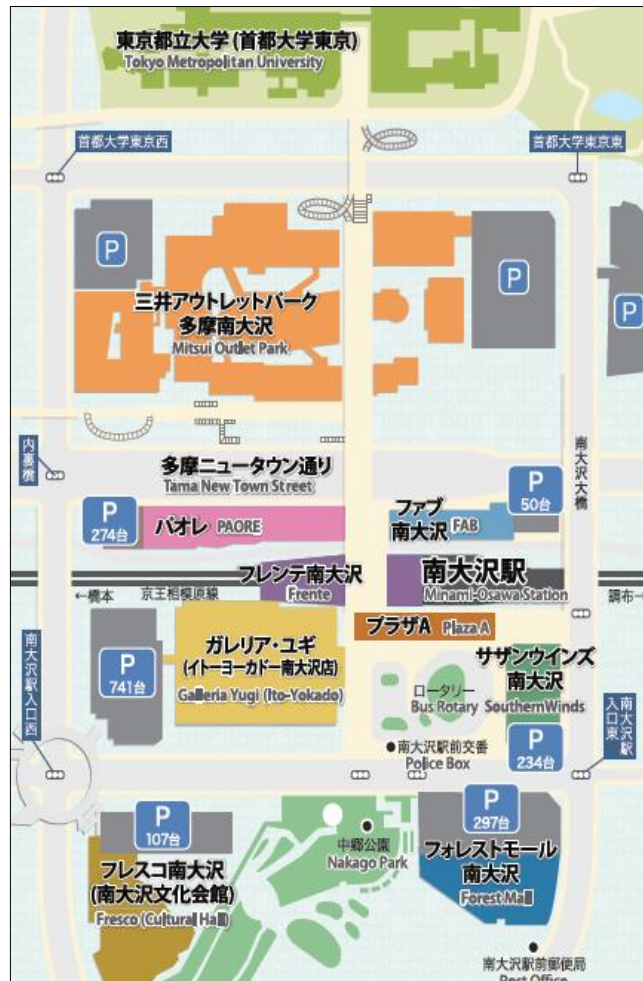 東京都立大学(首都大学東京)
Tokyo Metropolitan University
首都大学東京西
首都大学東京東
P
P
P
三井アウトレットパーク
多摩南大沢
Mitsui Outlet Park
内裏橋
多摩ニュータウン通り
Tama New Town Street
南大沢大橋
P
274台
パオレ PAORE
ファブ
南大沢 FAB
P
50台
フレンテ南大沢
Frente
南大沢駅
Minami-Osawa Station
←橋本
京王相模原線
調布→
プラザA Plaza A
ガレリア・ユギ
(イトーヨーカドー南大沢店)
Galleria Yugi (Ito-Yokado)
P
741台
サザンウインズ
南大沢
SouthernWinds
ロータリー
Bus Rotary
南大沢駅入口西
南大沢駅
入口東
●南大沢駅前交番
Police Box
P
234台
P
107台
P
297台
中郷公園
Nakago Park
フレスコ南大沢
(南大沢文化会館)
Fresco (Cultural Hall)
フォレストモール
南大沢
Forest Mall
南大沢駅前郵便局
Post Office